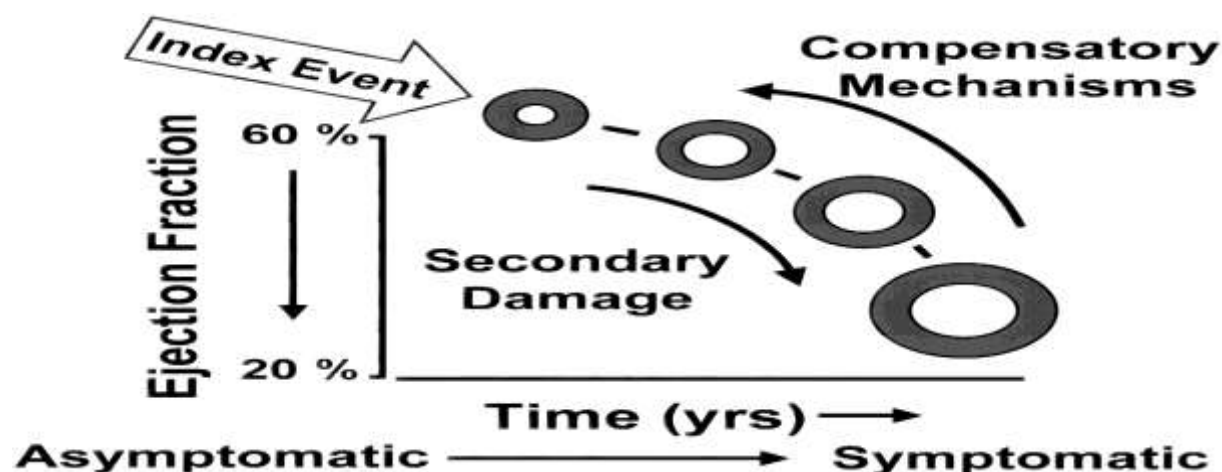 Index Event
Compensatory
Mechanisms
Ejection Fraction
60 %
Secondary
Damage
20 %
Time (yrs)
Asymptomatic
Symptomatic